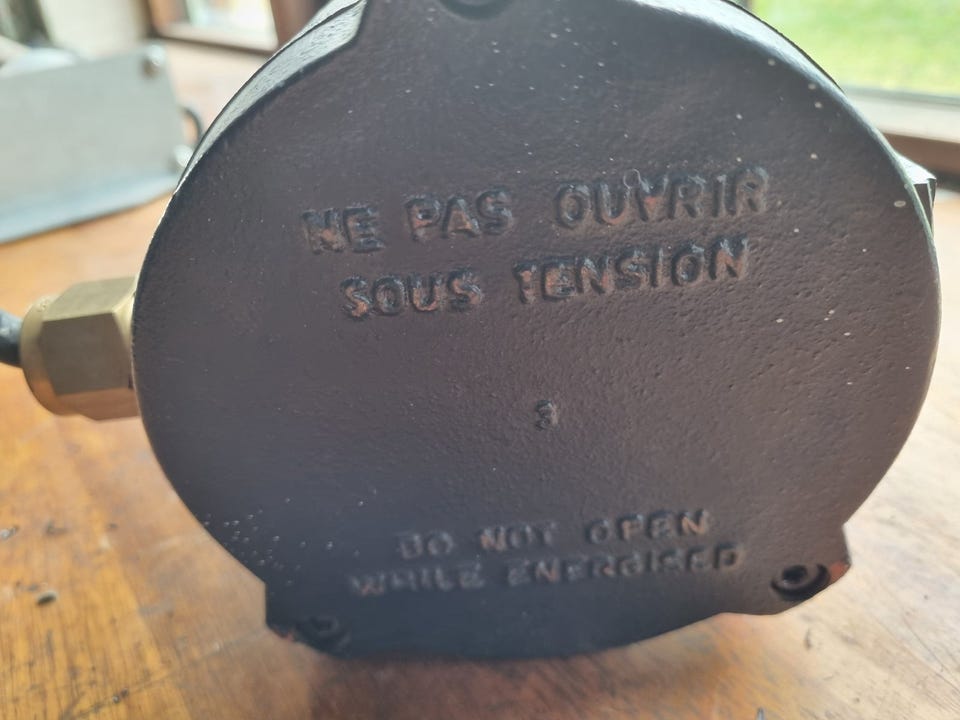 NE PAS OUVRIR
SOUS TENSION
3
DO NOT OPEN
WHILE ENERGISED